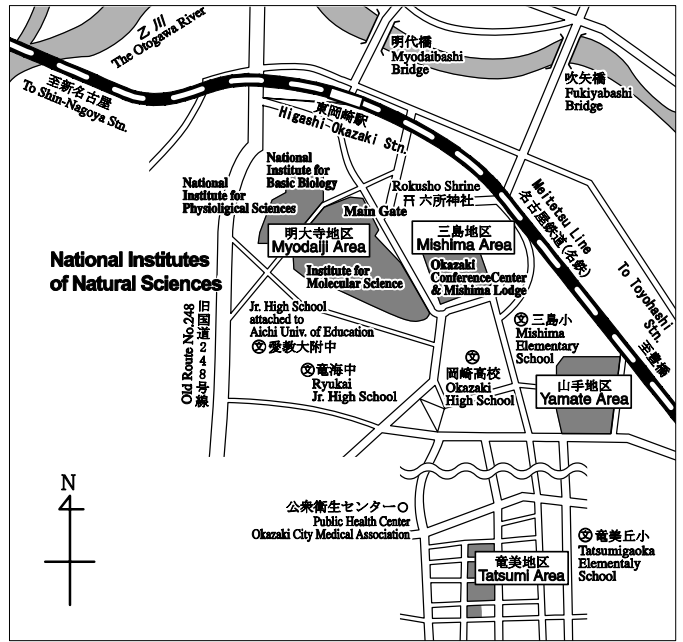 乙川
The Otogawa River
明代橋
Myodaibashi
Bridge
吹矢橋
Fukiyabashi
Bridge
至新名古屋
To Shin-Nagoya Stn.
東岡崎駅
Higashi-Okazaki Stn.
National
Institute for
Basic Biology
National
Institute for
Physioligical Sciences
Main Gate
Rokusho Shrine
六所神社
Meitetsu Line
名古屋鉄道(名鉄)
To Toyohashi
Stn.
至豊橋
明大寺地区
Myodaiji Area
三島地区
Mishima Area
National Institutes
of Natural Sciences
Institute for
Molecular Science
Okazaki
ConferenceCenter
& Mishima Lodge
旧国道248号線
Old Route No.248
Jr. High School
attached to
Aichi Univ. of Education
文 愛教大附中
文 三島小
Mishima
Elementary
School
文 竜海中
Ryukai
Jr. High School
文
岡崎高校
Okazaki
High School
山手地区
Yamate Area
N
公衆衛生センター
Public Health Center
Okazaki City Medical Association
文 竜美丘小
Tatsumigaoka
Elementaly
School
竜美地区
Tatsumi Area